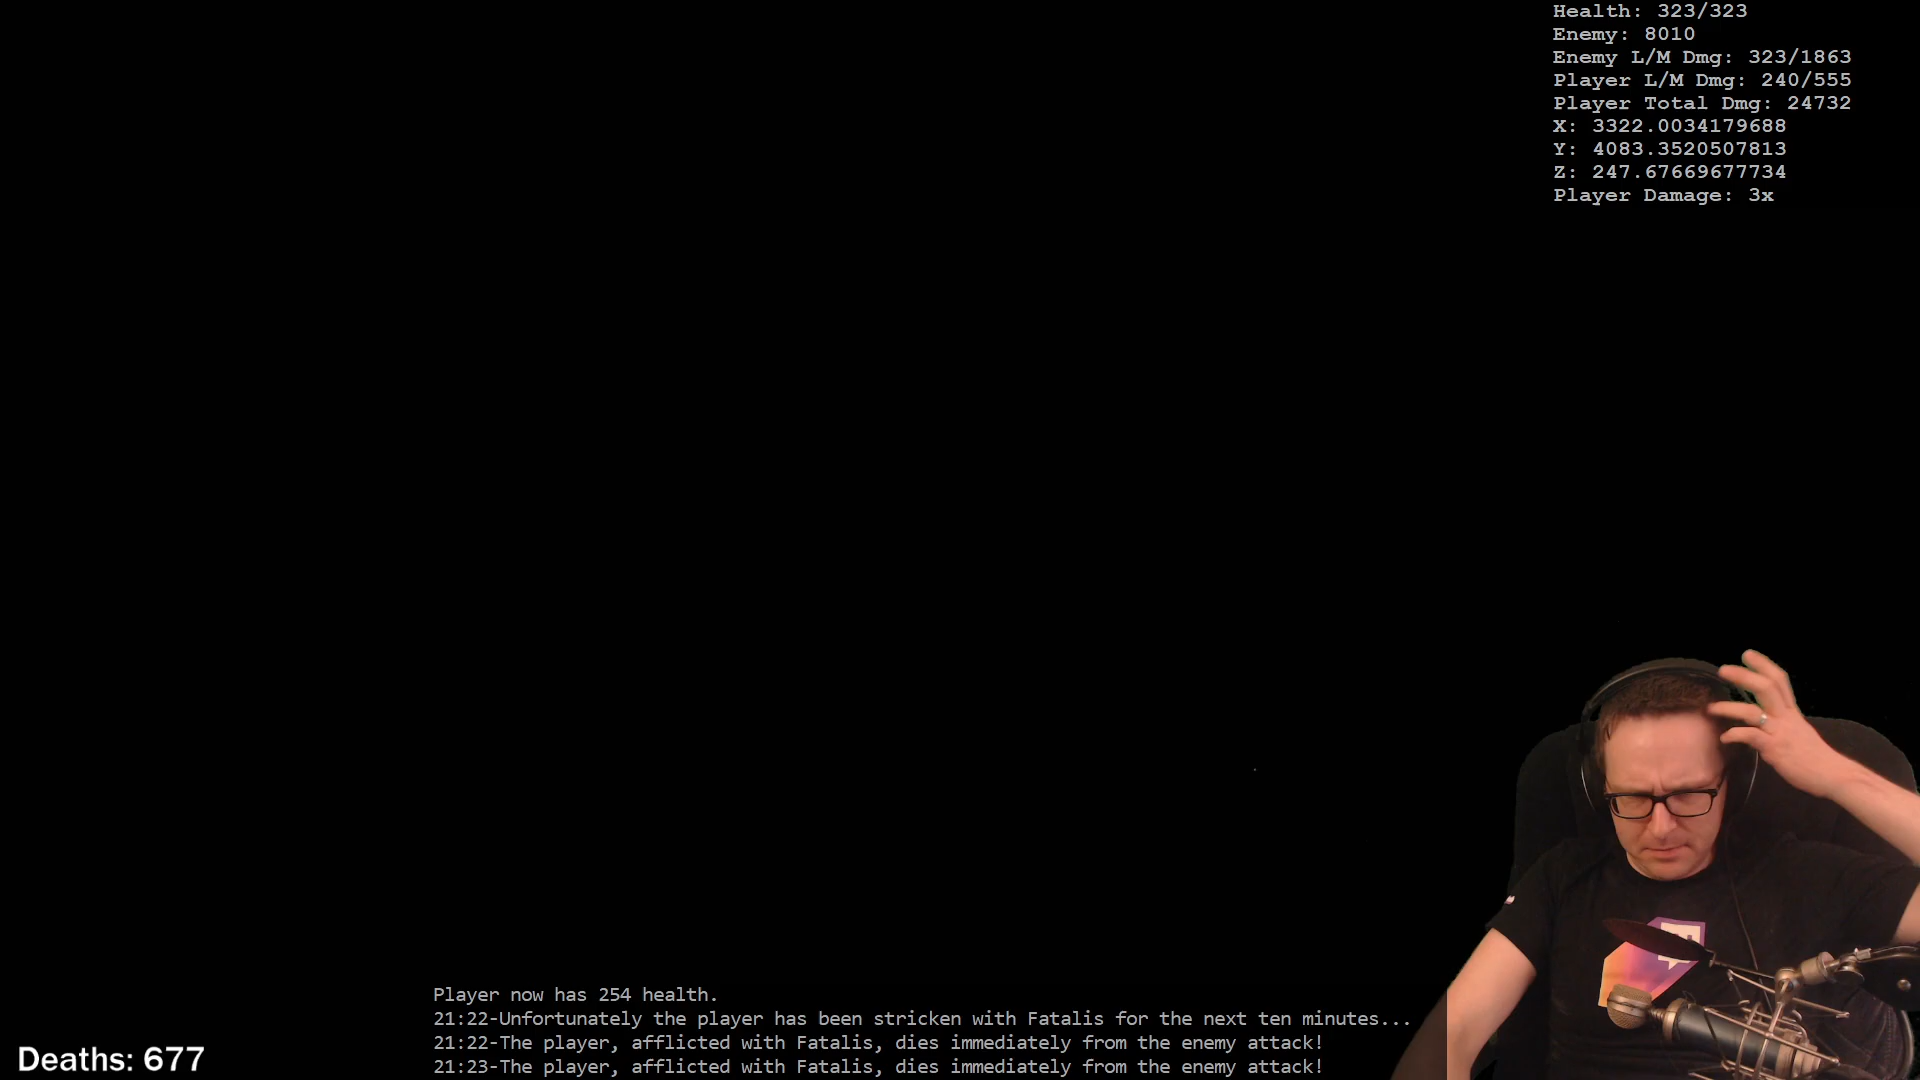 Health: 323/323
Enemy: 8010
Enemy L/M Dmg: 323/1863
Player L/M Dmg: 240/555
Player Total Dmg: 24732
X: 3322.0034179688
Y: 4083.3520507813
Z: 247.67669677734
Player Damage: 3x
Player now has 254 health.
21:22-Unfortunately the player has been stricken with Fatalis for the next ten minutes...
21:22-The player, afflicted with Fatalis, dies immediately from the enemy attack!
21:23-The player, afflicted with Fatalis, dies immediately from the enemy attack!
Deaths: 677